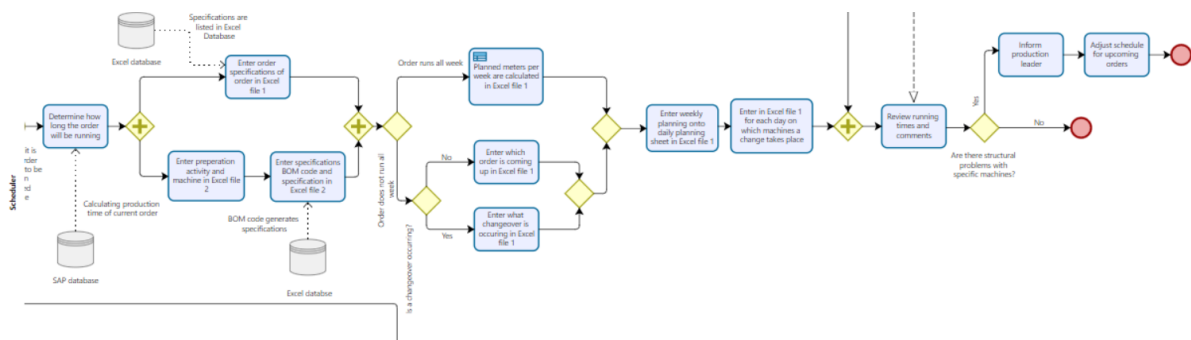 Specifications are
listed in Excel
Database
Excel database
Enter order
specifications of
order in Excel
file 1
Order runs all week
Planned meters per
week are calculated
in Excel file 1
Inform
production
leader
Adjust schedule
for upcoming
orders
Yes
Determine how
long the order
will be running
Enter weekly
planning onto
daily planning
sheet in Excel file 1
Enter in Excel file 1
for each day on
which machines a
change takes place
Review running
times and
comments
No
Are there structural
problems with
specific machines?
it is
rder
to be
n
ed
re
Scheduler
Enter preperation
activity and
machine in Excel file
2
Enter specifications
BOM code and
specification in
Excel file 2
Order does not run all
week
No
Enter which
order is coming
up in Excel file 1
Yes
Enter what
changeover is
occuring in Excel
file 1
Is a changeover occurring?
Calculating production
time of current order
SAP database
BOM code generates
specifications
Excel databse